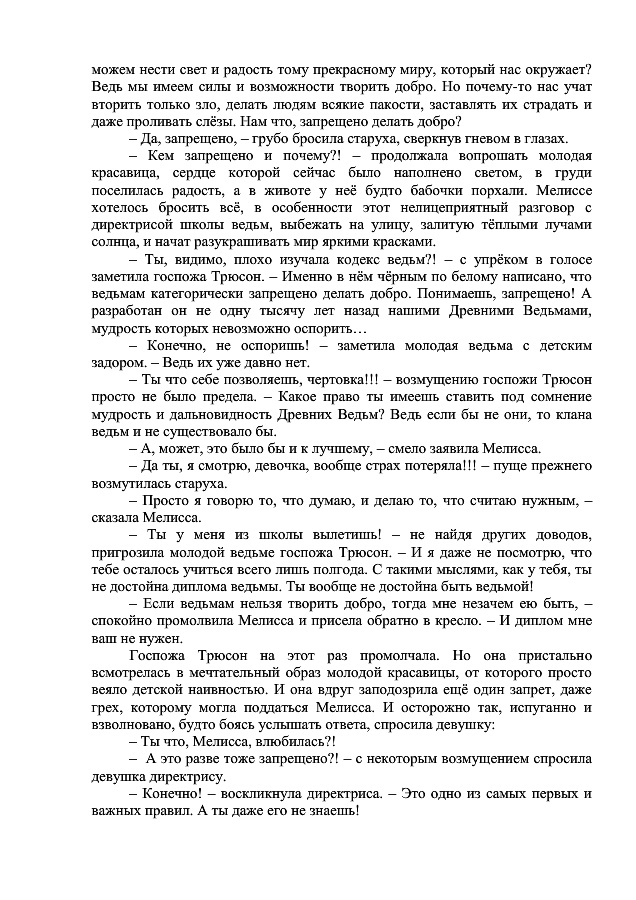 можем нести свет и радость тому прекрасному миру, который нас окружает?
Ведь мы имеем силы и возможности творить добро. Но почему-то нас учат
вторить только зло, делать людям всякие пакости, заставлять их страдать и
даже проливать слёзы. Нам что, запрещено делать добро?
– Да, запрещено, – грубо бросила старуха, сверкнув гневом в глазах.
– Кем запрещено и почему?! – продолжала вопрошать молодая
красавица, сердце которой сейчас было наполнено светом, в груди
поселилась радость, а в животе у неё будто бабочки порхали. Мелиссе
хотелось бросить всё, в особенности этот нелицеприятный разговор с
директрисой школы ведьм, выбежать на улицу, залитую тёплыми лучами
солнца, и начат разукрашивать мир яркими красками.
– Ты, видимо, плохо изучала кодекс ведьм?! – с упрёком в голосе
заметила госпожа Трюсон. – Именно в нём чёрным по белому написано, что
ведьмам категорически запрещено делать добро. Понимаешь, запрещено! А
разработан он не одну тысячу лет назад нашими Древними Ведьмами,
мудрость которых невозможно оспорить…
– Конечно, не оспоришь! – заметила молодая ведьма с детским
задором. – Ведь их уже давно нет.
– Ты что себе позволяешь, чертовка!!! – возмущению госпожи Трюсон
просто не было предела. – Какое право ты имеешь ставить под сомнение
мудрость и дальновидность Древних Ведьм? Ведь если бы не они, то клана
ведьм и не существовало бы.
– А, может, это было бы и к лучшему, – смело заявила Мелисса.
– Да ты, я смотрю, девочка, вообще страх потеряла!!! – пуще прежнего
возмутилась старуха.
– Просто я говорю то, что думаю, и делаю то, что считаю нужным, –
сказала Мелисса.
– Ты у меня из школы вылетишь! – не найдя других доводов,
пригрозила молодой ведьме госпожа Трюсон. – И я даже не посмотрю, что
тебе осталось учиться всего лишь полгода. С такими мыслями, как у тебя, ты
не достойна диплома ведьмы. Ты вообще не достойна быть ведьмой!
– Если ведьмам нельзя творить добро, тогда мне незачем ею быть, –
спокойно промолвила Мелисса и присела обратно в кресло. – И диплом мне
ваш не нужен.
Госпожа Трюсон на этот раз промолчала. Но она пристально
всмотрелась в мечтательный образ молодой красавицы, от которого просто
веяло детской наивностью. И она вдруг заподозрила ещё один запрет, даже
грех, которому могла поддаться Мелисса. И осторожно так, испуганно и
взволновано, будто боясь услышать ответа, спросила девушку:
– Ты что, Мелисса, влюбилась?!
– А это разве тоже запрещено?! – с некоторым возмущением спросила
девушка директрису.
– Конечно! – воскликнула директриса. – Это одно из самых первых и
важных правил. А ты даже его не знаешь!